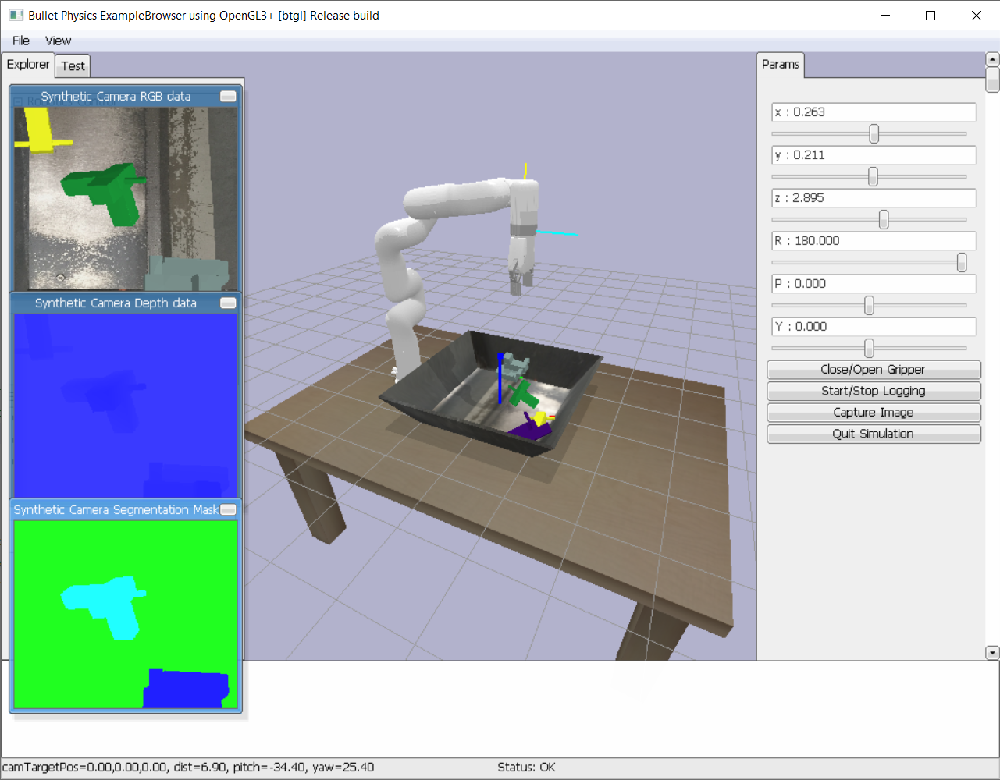 Bullet Physics ExampleBrowser using OpenGL3+ [btgl] Release build
File View
Explorer Test
Params
Synthetic Camera RGB data
Robotics Control
x : 0.263
y : 0.211
z : 2.895
R : 180.000
P : 0.000
Y : 0.000
Synthetic Camera Depth data
Close/Open Gripper
Start/Stop Logging
Capture Image
Quit Simulation
Synthetic Camera Segmentation Mask
camTargetPos=0.00,0.00,0.00, dist=6.90, pitch=-34.40, yaw=25.40
Status: OK